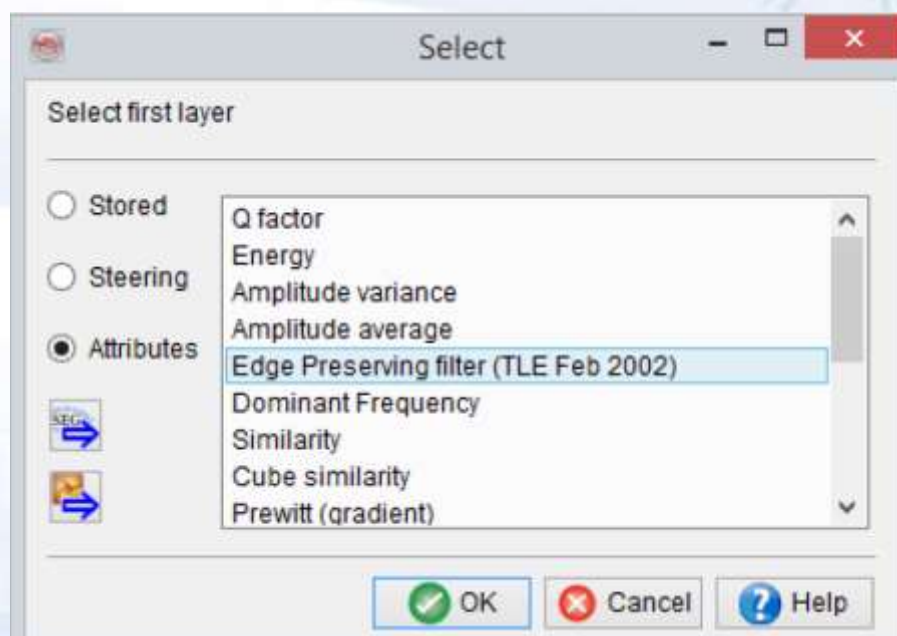 Select
Select first layer
Stored
Steering
Attributes
SEG
Q factor
Energy
Amplitude variance
Amplitude average
Edge Preserving filter (TLE Feb 2002)
Dominant Frequency
Similarity
Cube similarity
Prewitt (gradient)
OK
Cancel
Help